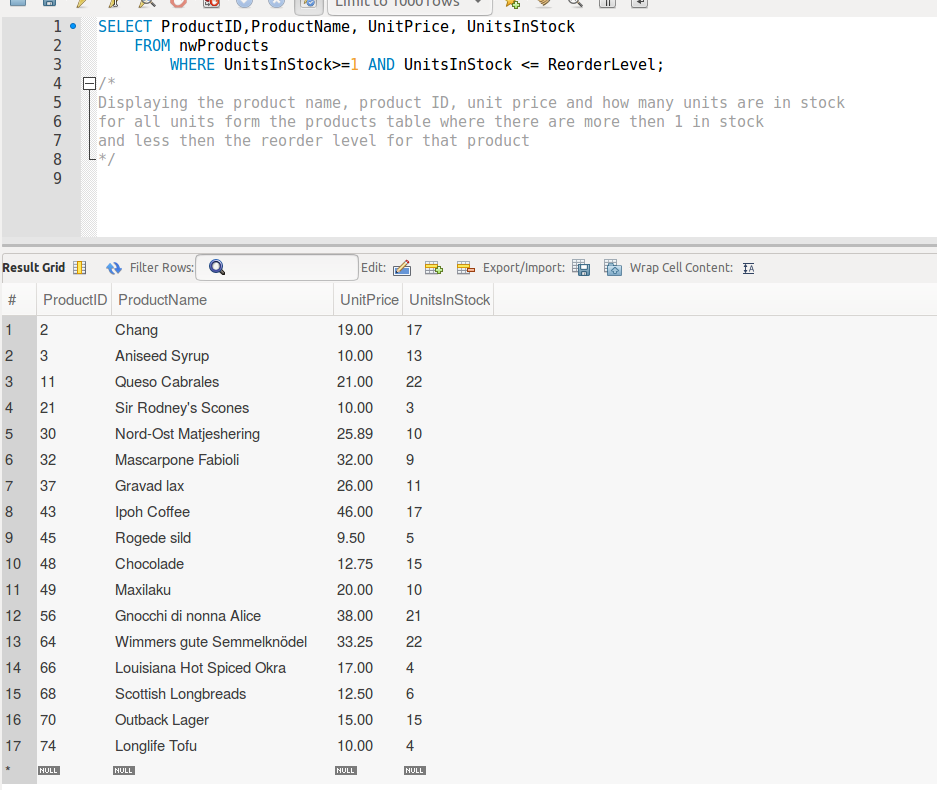 Limit to 1000 rows
1 SELECT ProductID,ProductName, UnitPrice, UnitsInStock
2 FROM nwProducts
3 WHERE UnitsInStock>=1 AND UnitsInStock <= ReorderLevel;
4 /*
5 Displaying the product name, product ID, unit price and how many units are in stock
6 for all units form the products table where there are more then 1 in stock
7 and less then the reorder level for that product
8 */
9
Result Grid Filter Rows: Edit: Export/Import: Wrap Cell Content: IA
# ProductID ProductName UnitPrice UnitsInStock
1 2 Chang 19.00 17
2 3 Aniseed Syrup 10.00 13
3 11 Queso Cabrales 21.00 22
4 21 Sir Rodney's Scones 10.00 3
5 30 Nord-Ost Matjeshering 25.89 10
6 32 Mascarpone Fabioli 32.00 9
7 37 Gravad lax 26.00 11
8 43 Ipoh Coffee 46.00 17
9 45 Rogede sild 9.50 5
10 48 Chocolade 12.75 15
11 49 Maxilaku 20.00 10
12 56 Gnocchi di nonna Alice 38.00 21
13 64 Wimmers gute Semmelknödel 33.25 22
14 66 Louisiana Hot Spiced Okra 17.00 4
15 68 Scottish Longbreads 12.50 6
16 70 Outback Lager 15.00 15
17 74 Longlife Tofu 10.00 4
* NULL NULL NULL NULL